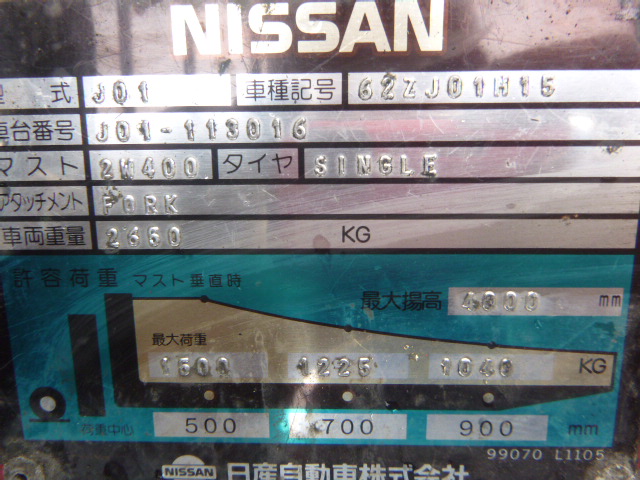 NISSAN
型 式 J01 車種記号 6ZZJ01H15
車台番号 J01-113016
マスト 2W400 タイヤ SINGLE
アタッチメント FORK
車両重量 2660 KG
許容荷重 マスト垂直時
最大揚高 4000 mm
最大荷重
1500 1225 1040 KG
荷重中心 500 700 900 mm
99070 L1105
NISSAN 日産自動車株式会社